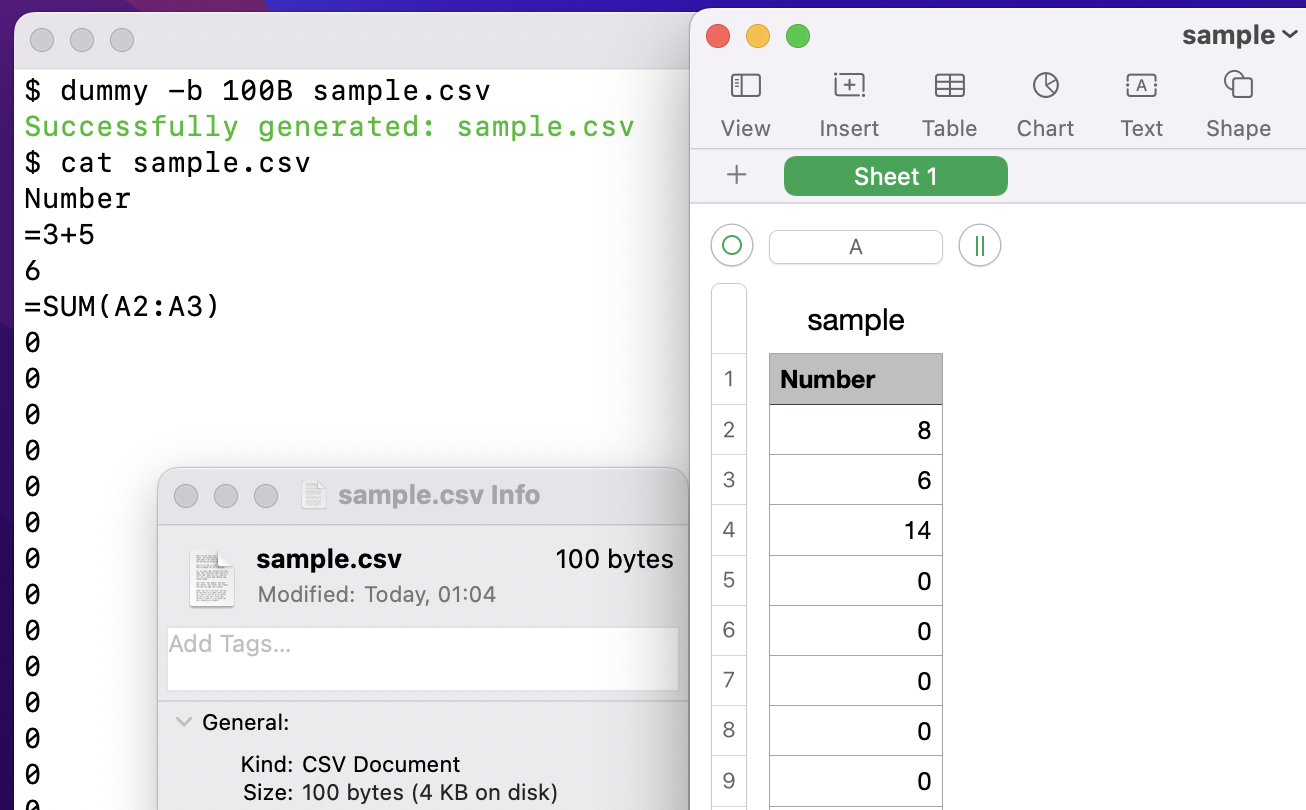 $ dummy -b 100B sample.csv
Successfully generated: sample.csv
$ cat sample.csv
Number
=3+5
6
=SUM(A2:A3)
0
0
0
0
0
0
0
0
0
0
0
0
0
0
sample.csv Info
sample.csv 100 bytes
Modified: Today, 01:04
Add Tags...
General:
Kind: CSV Document
Size: 100 bytes (4 KB on disk)
sample
View Insert Table Chart Text Shape
Sheet 1
A
sample
1 Number
2 8
3 6
4 14
5 0
6 0
7 0
8 0
9 0